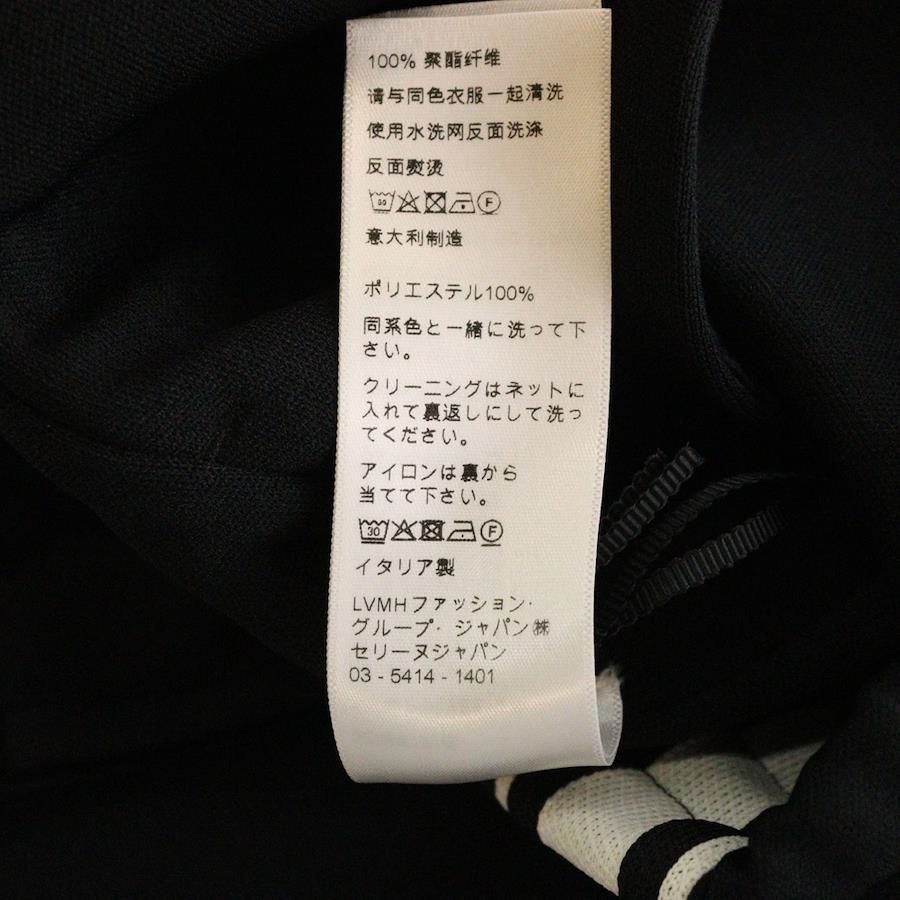 100% 聚酯纤维
请与同色衣服一起清洗
使用水洗网反面洗涤
反面熨烫
30 F
意大利制造
ポリエステル100%
同系色と一緒に洗って下
さい。
クリーニングはネットに
入れて裏返しにして洗っ
てください。
アイロンは裏から
当てて下さい。
30 F
イタリア製
LVMHファッション・
グループ・ジャパン㈱
セリーヌジャパン
03 - 5414 - 1401